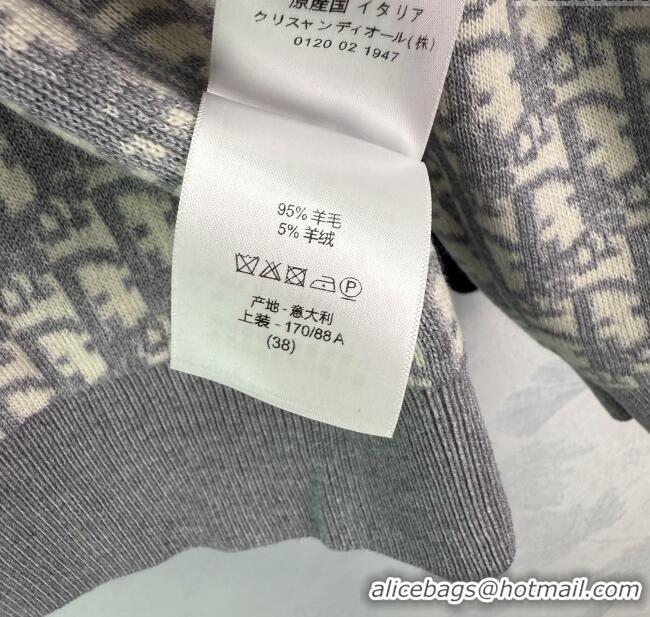 原産国 イタリア
クリスチャンディオール(株)
0120 02 1947
95% 羊毛
5% 羊绒
P
产地 - 意大利
上装 - 170/88 A
(38)
alicebags@hotmail.com